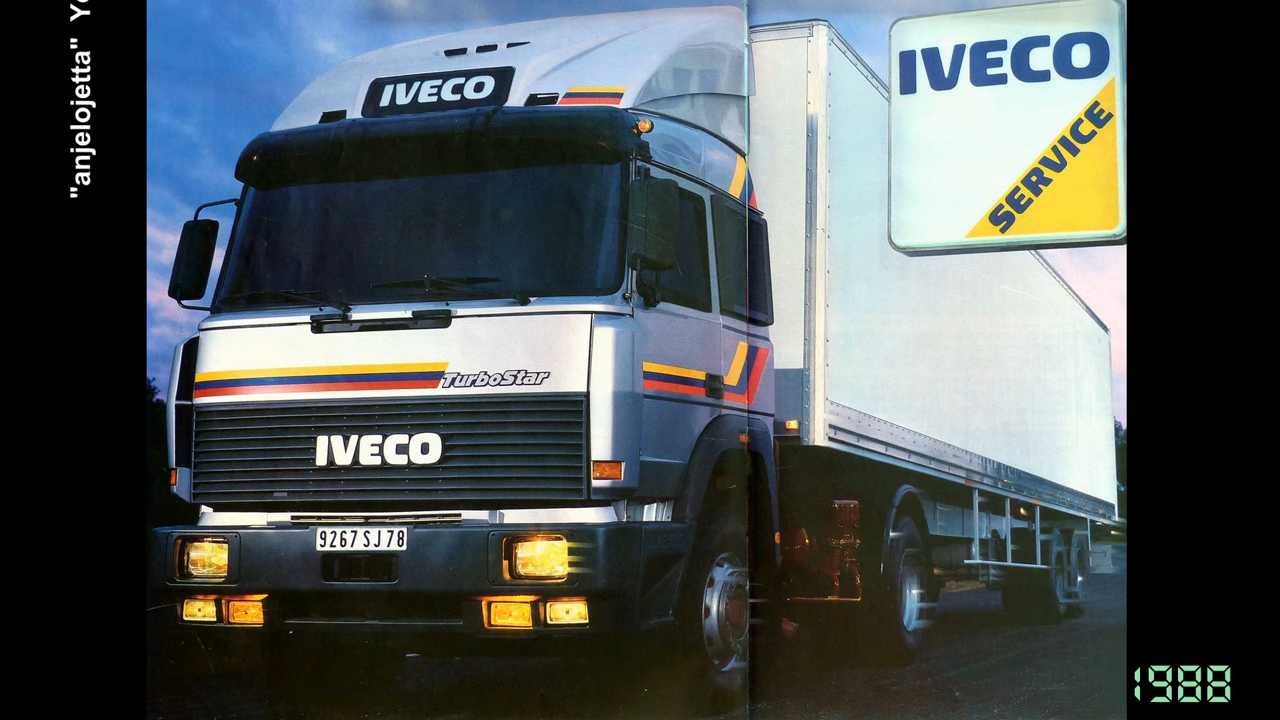 "anjelojetta"
IVECO
IVECO
SERVICE
TurboStar
IVECO
9267 SJ 78
1988